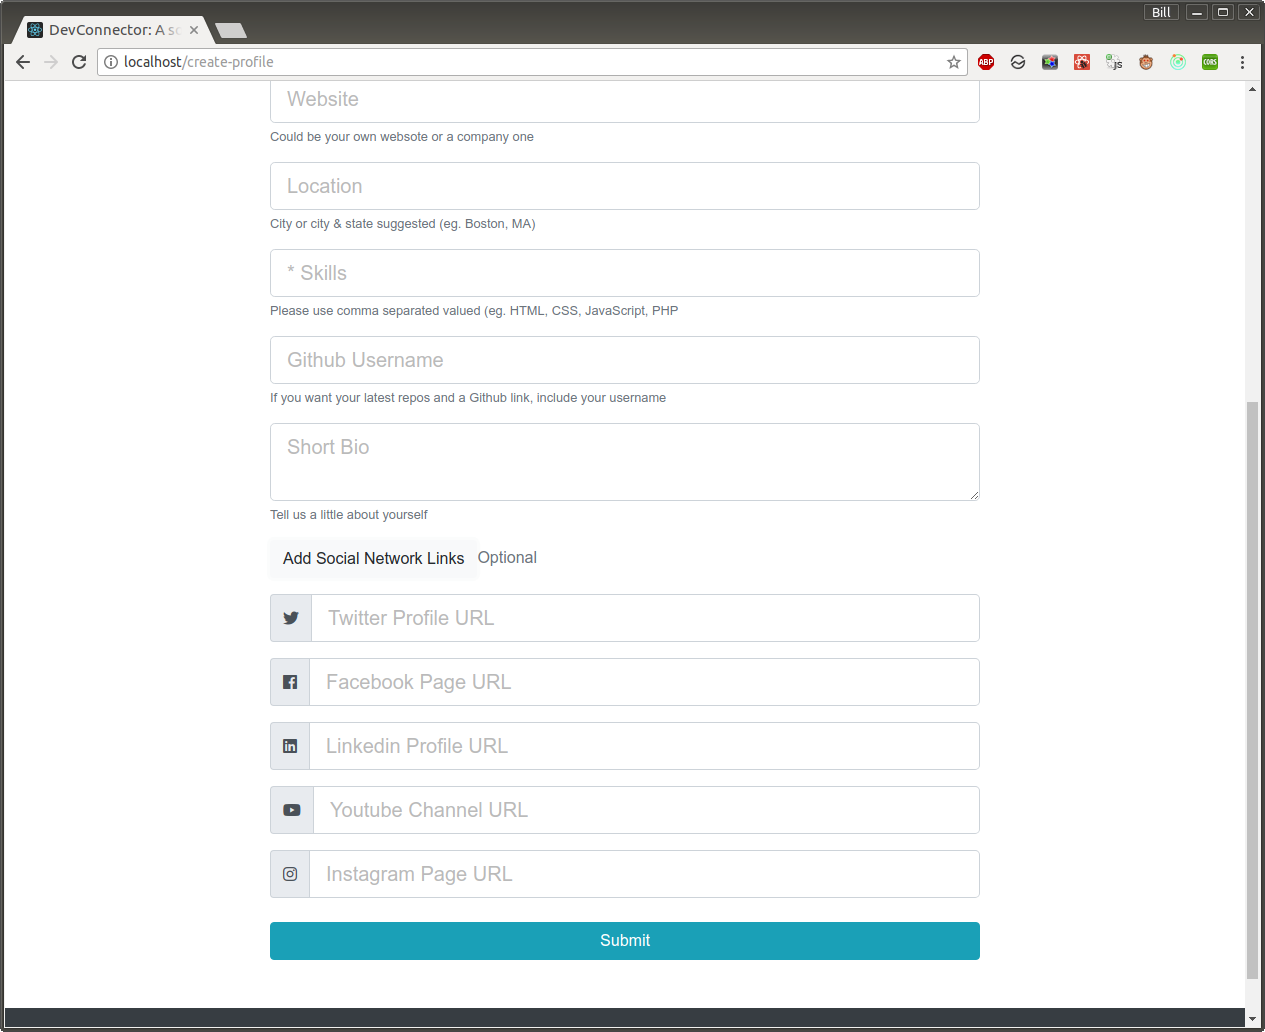 Bill
DevConnector: A so
localhost/create-profile
ABP
js
CORS
Website
Could be your own websote or a company one
Location
City or city & state suggested (eg. Boston, MA)
* Skills
Please use comma separated valued (eg. HTML, CSS, JavaScript, PHP
Github Username
If you want your latest repos and a Github link, include your username
Short Bio
Tell us a little about yourself
Add Social Network Links Optional
Twitter Profile URL
Facebook Page URL
in Linkedin Profile URL
Youtube Channel URL
Instagram Page URL
Submit